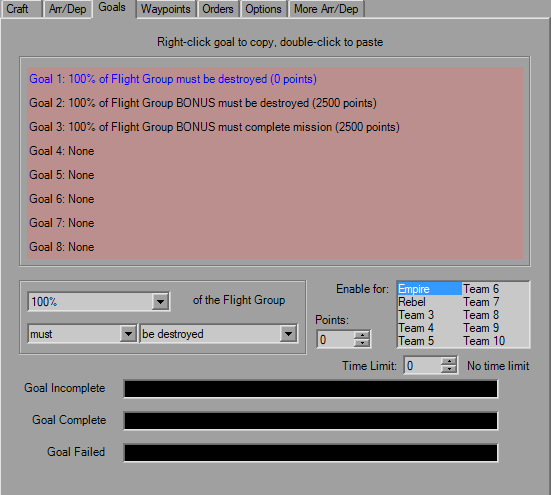 Craft Arr/Dep Goals Waypoints Orders Options More Arr/Dep
Right-click goal to copy, double-click to paste
Goal 1: 100% of Flight Group must be destroyed (0 points)
Goal 2: 100% of Flight Group BONUS must be destroyed (2500 points)
Goal 3: 100% of Flight Group BONUS must complete mission (2500 points)
Goal 4: None
Goal 5: None
Goal 6: None
Goal 7: None
Goal 8: None
100% of the Flight Group
must be destroyed
Enable for:
Points:
0
Empire Team 6
Rebel Team 7
Team 3 Team 8
Team 4 Team 9
Team 5 Team 10
Time Limit: 0 No time limit
Goal Incomplete
Goal Complete
Goal Failed